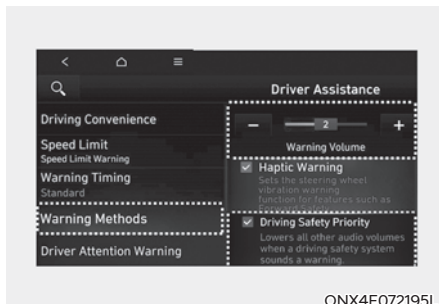 Driver Assistance
Driving Convenience
Speed Limit
Speed Limit Warning
Warning Timing
Standard
Warning Methods
Driver Attention Warning
− 2 +
Warning Volume
Haptic Warning
Sets the steering wheel
vibration warning
function for features such as
Forward Safety.
Driving Safety Priority
Lowers all other audio volumes
when a driving safety system
sounds a warning.
ONX4E072195L